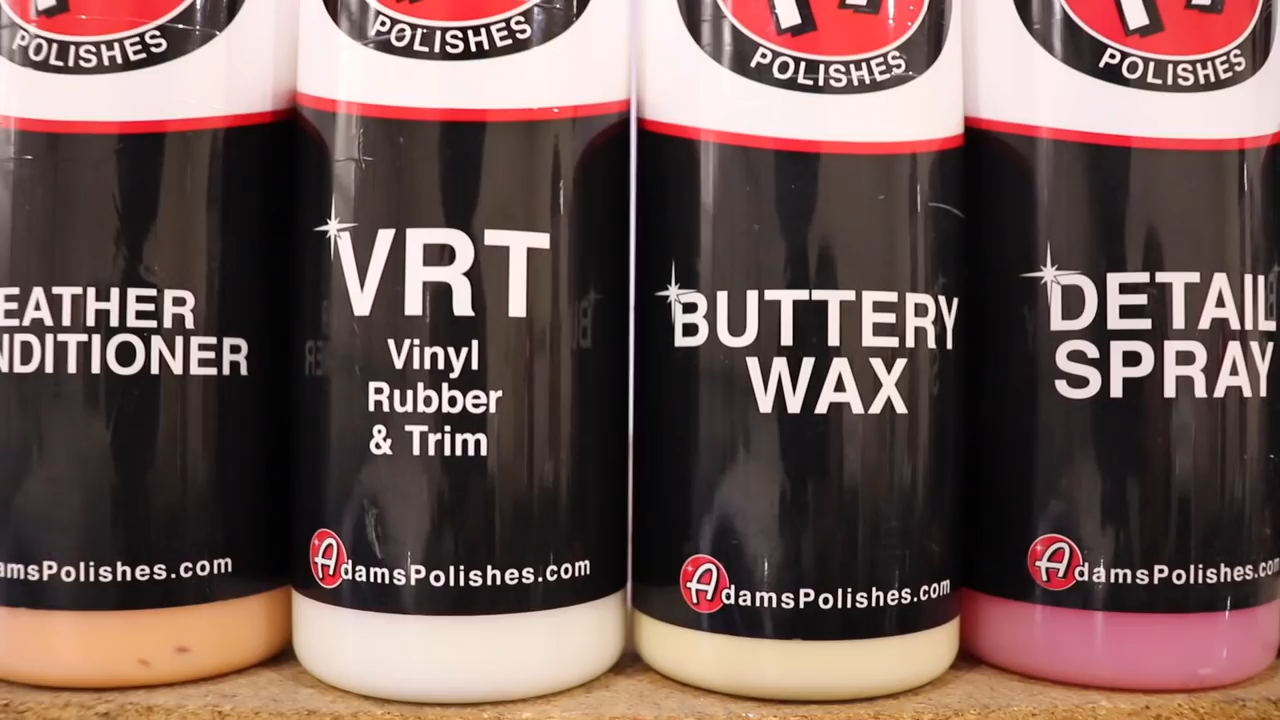 POLISHES
EATHER
NDITIONER
amsPolishes.com
POLISHES
VRT
Vinyl
Rubber
& Trim
AdamsPolishes.com
POLISHES
BUTTERY
WAX
AdamsPolishes.com
POLISHES
DETAIL
SPRAY
AdamsPolishes.com